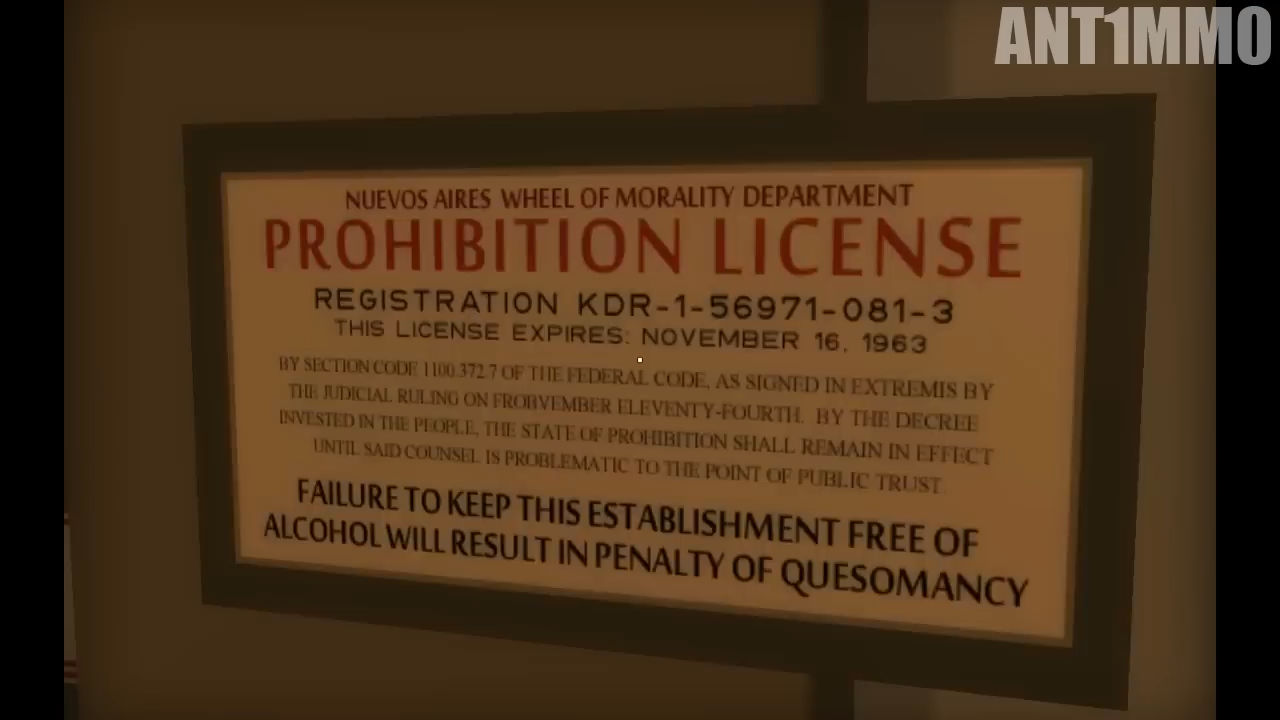 ANT1MMO
NUEVOS AIRES WHEEL OF MORALITY DEPARTMENT
PROHIBITION LICENSE
REGISTRATION KDR-1-56971-081-3
THIS LICENSE EXPIRES: NOVEMBER 16, 1963
BY SECTION CODE 1100.372.7 OF THE FEDERAL CODE, AS SIGNED IN EXTREMIS BY
THE JUDICIAL RULING ON FROBVEMBER ELEVENTY-FOURTH. BY THE DECREE
INVESTED IN THE PEOPLE, THE STATE OF PROHIBITION SHALL REMAIN IN EFFECT
UNTIL SAID COUNSEL IS PROBLEMATIC TO THE POINT OF PUBLIC TRUST.
FAILURE TO KEEP THIS ESTABLISHMENT FREE OF
ALCOHOL WILL RESULT IN PENALTY OF QUESOMANCY